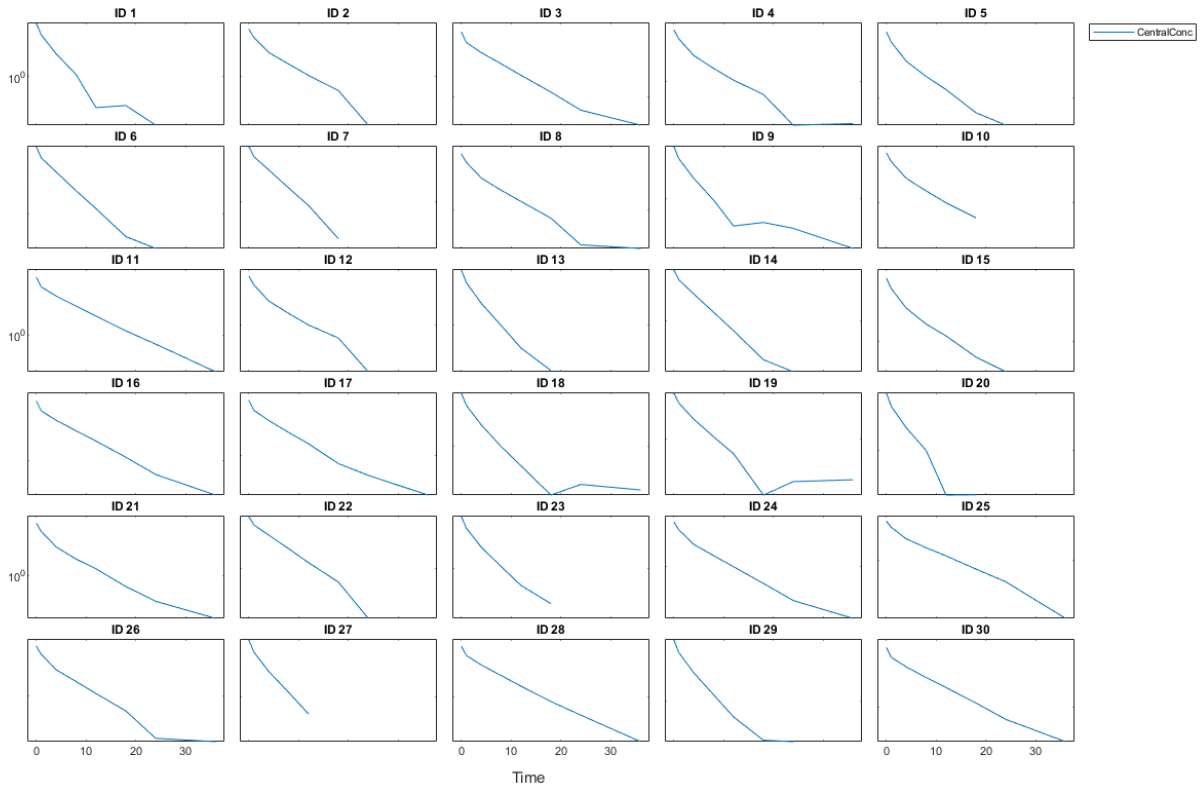 ID 1 ID 2 ID 3 ID 4 ID 5
CentralConc
10^0
ID 6 ID 7 ID 8 ID 9 ID 10
ID 11 ID 12 ID 13 ID 14 ID 15
10^0
ID 16 ID 17 ID 18 ID 19 ID 20
ID 21 ID 22 ID 23 ID 24 ID 25
10^0
ID 26 ID 27 ID 28 ID 29 ID 30
0 10 20 30 0 10 20 30 0 10 20 30
Time